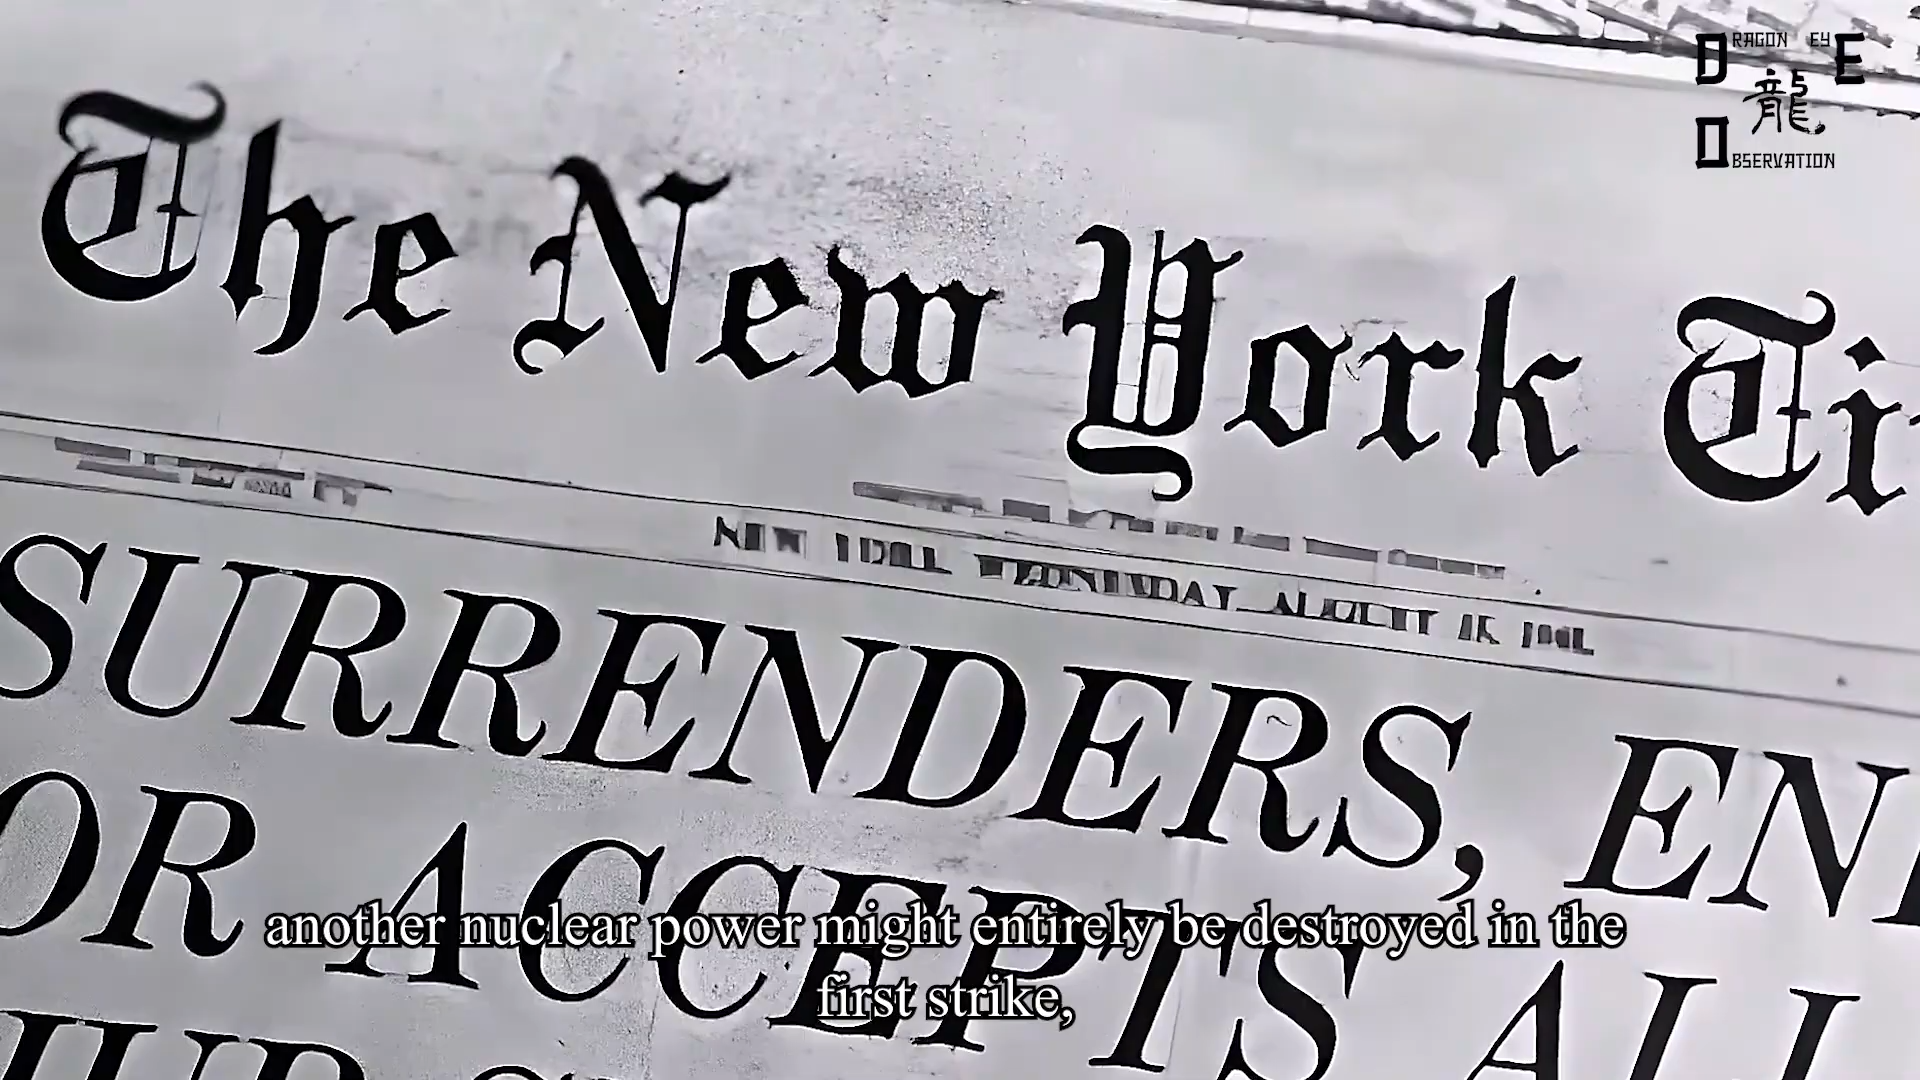 DRAGON EYE
龍
OBSERVATION
The New York Ti
SURRENDERS, EN
OR ACCEPTS ALL
another nuclear power might entirely be destroyed in the
first strike,